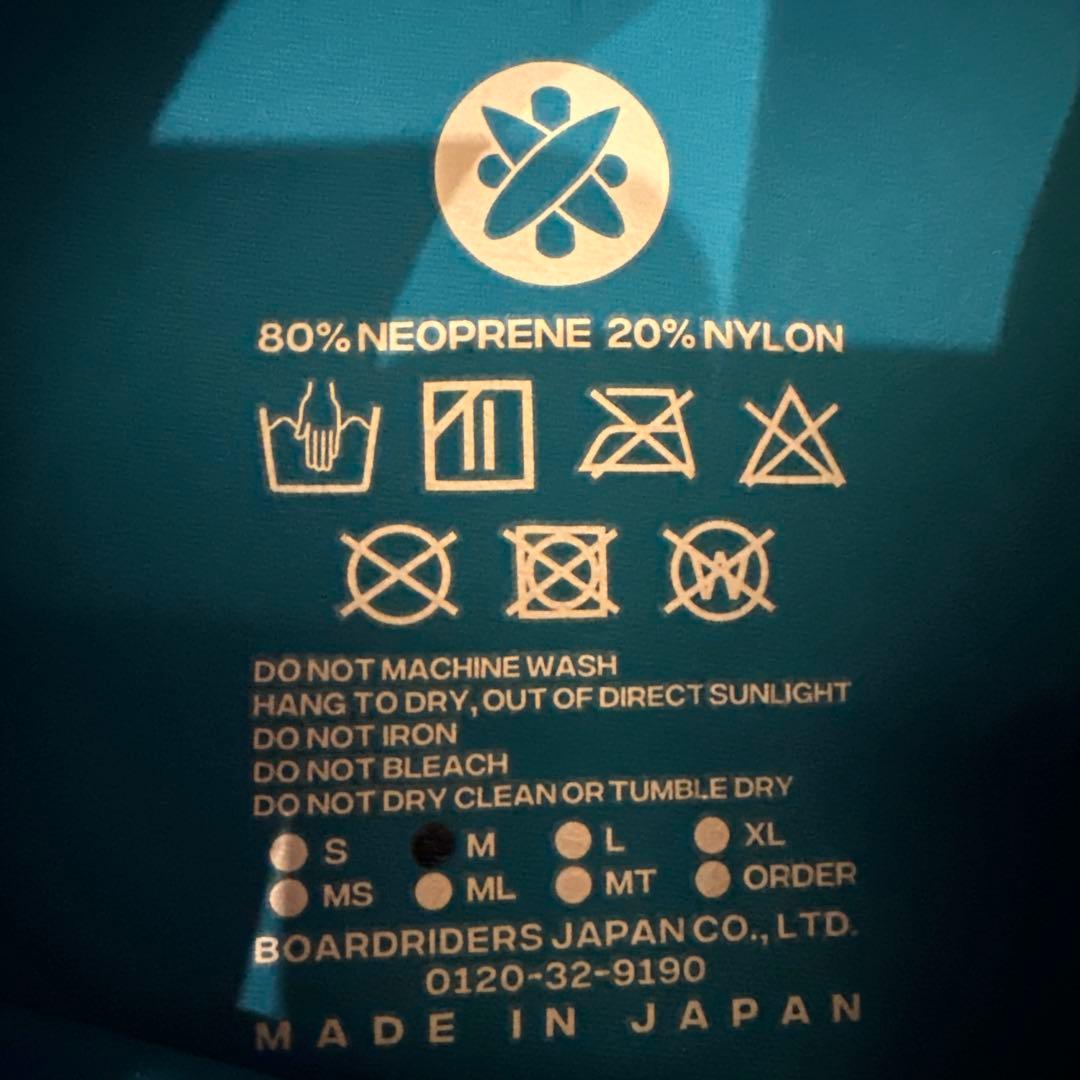 80% NEOPRENE 20% NYLON
W
DO NOT MACHINE WASH
HANG TO DRY, OUT OF DIRECT SUNLIGHT
DO NOT IRON
DO NOT BLEACH
DO NOT DRY CLEAN OR TUMBLE DRY
S M L XL
MS ML MT ORDER
BOARDRIDERS JAPAN CO., LTD.
0120-32-9190
MADE IN JAPAN